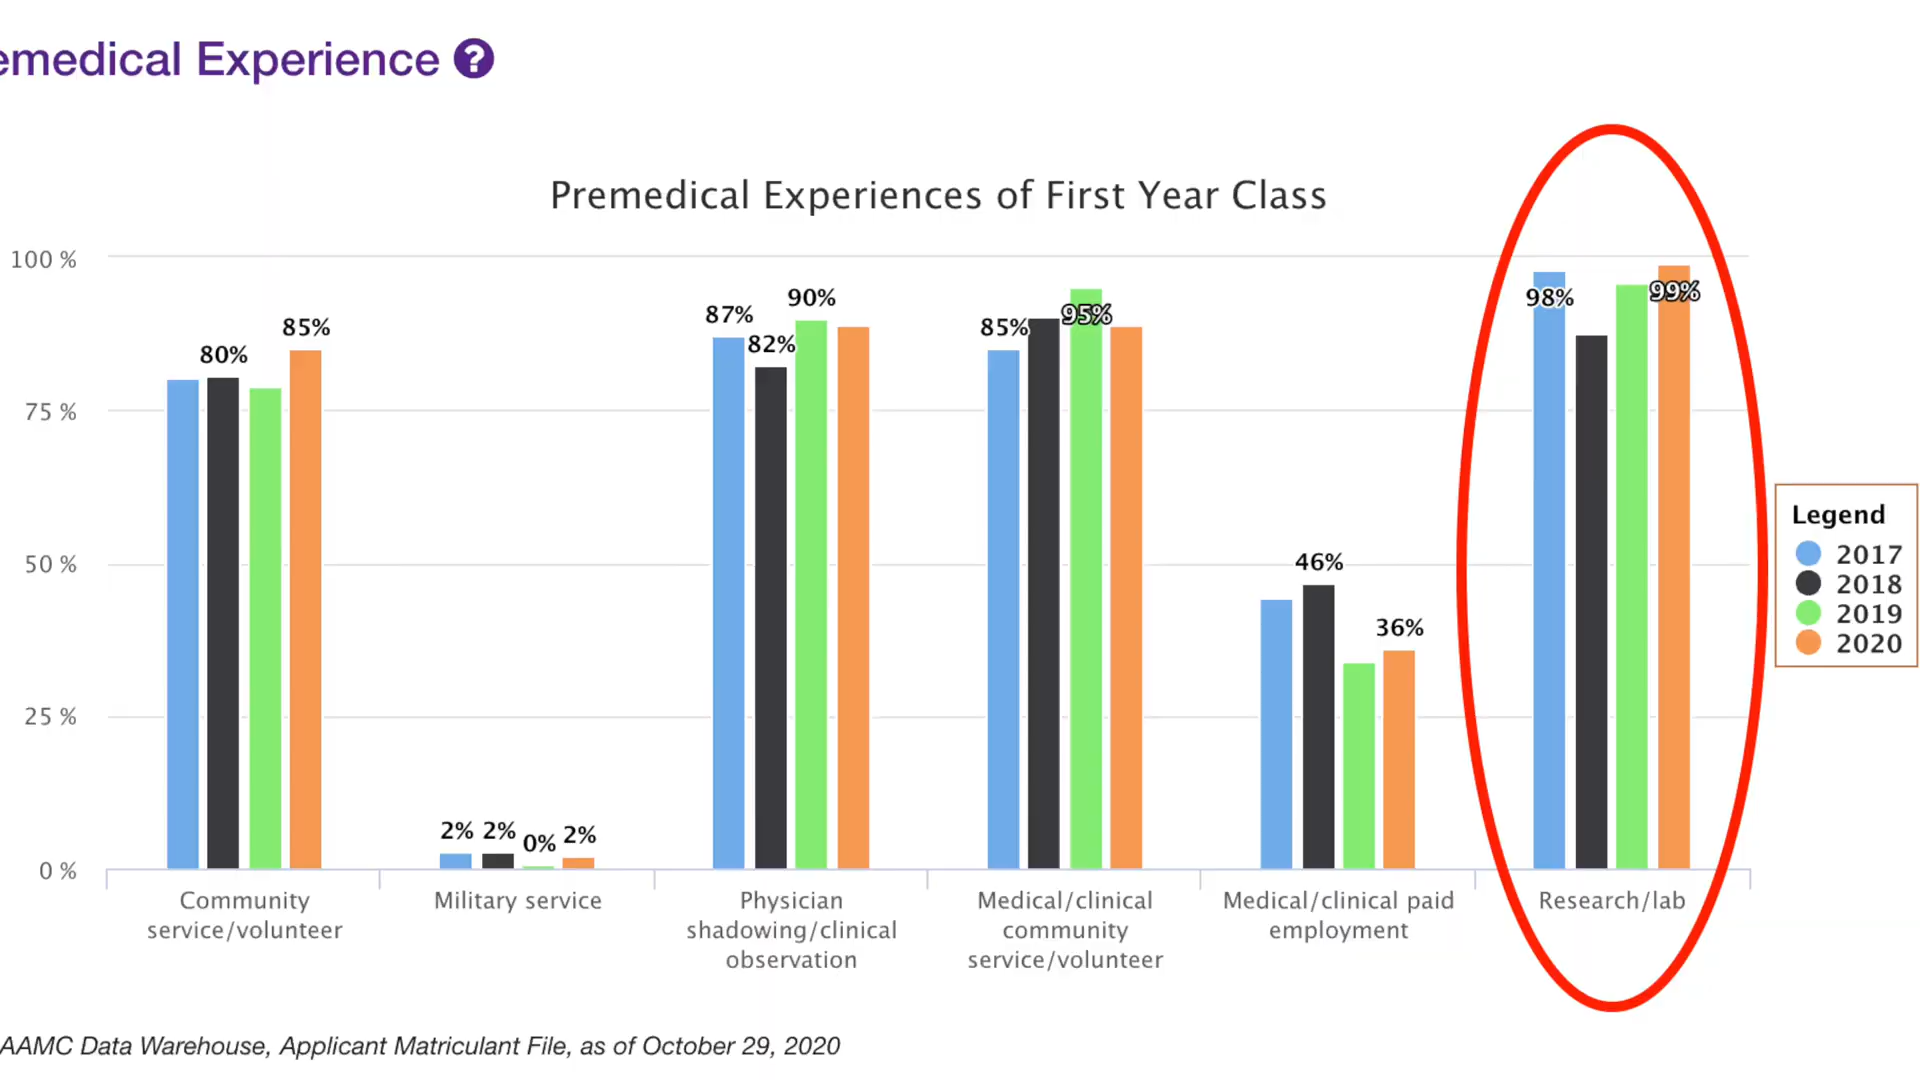 emedical Experience ?
Premedical Experiences of First Year Class
100 %
75 %
50 %
25 %
0 %
80%
85%
2%
2%
0%
2%
87%
82%
90%
85%
95%
46%
36%
98%
99%
Community
service/volunteer
Military service
Physician
shadowing/clinical
observation
Medical/clinical
community
service/volunteer
Medical/clinical paid
employment
Research/lab
Legend
2017
2018
2019
2020
AAMC Data Warehouse, Applicant Matriculant File, as of October 29, 2020